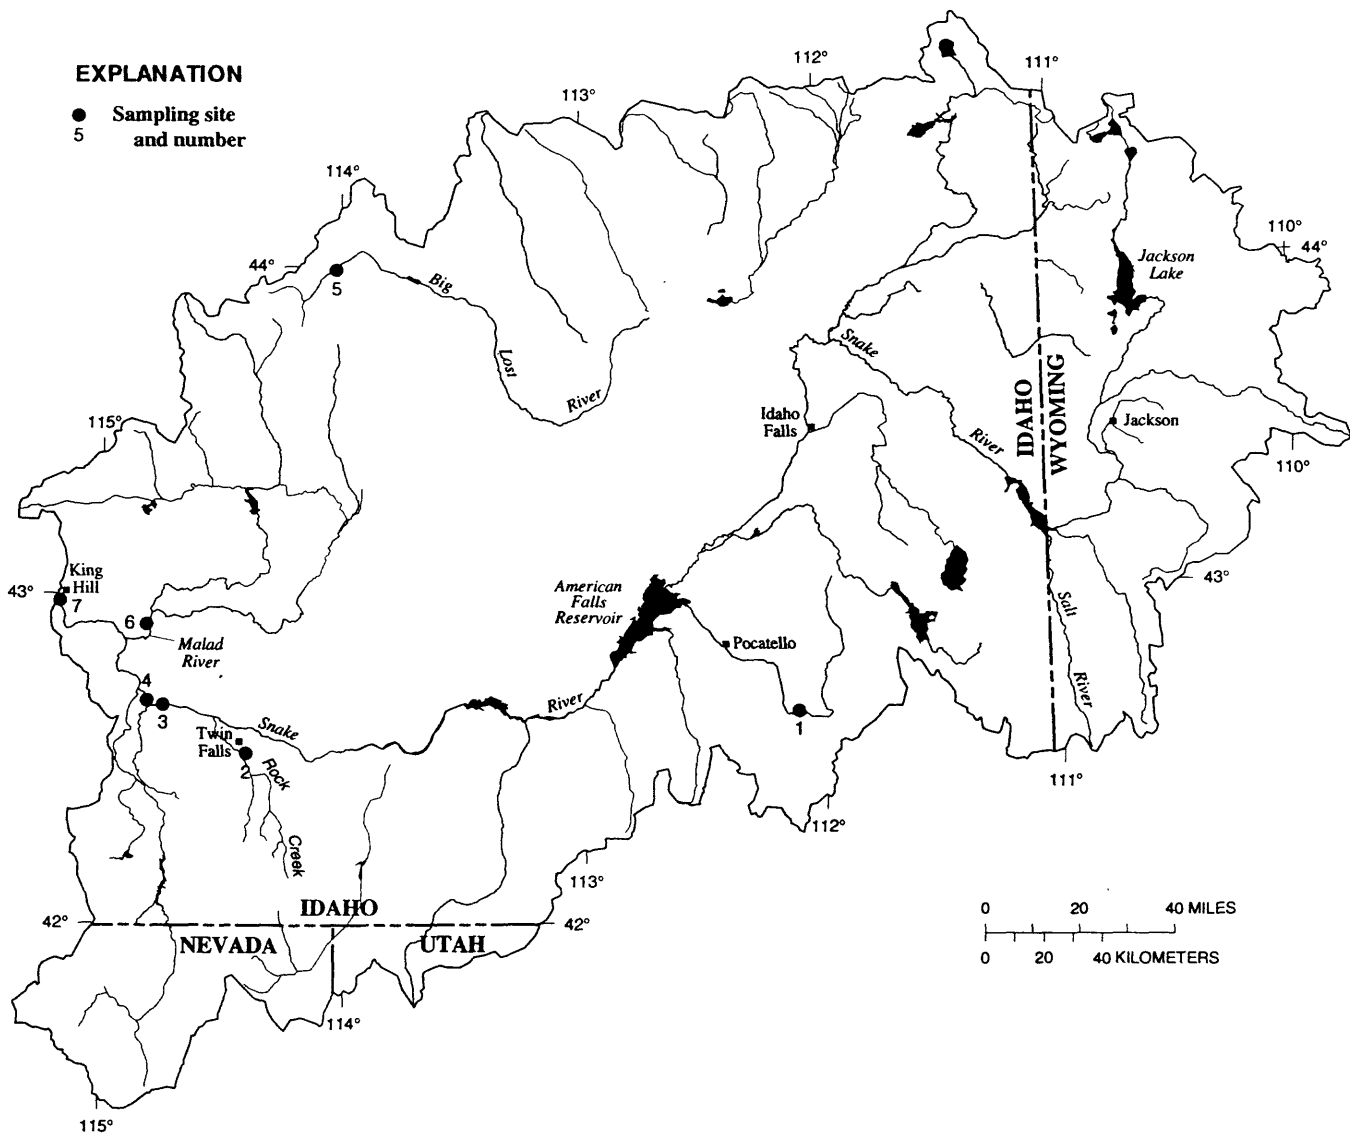 EXPLANATION
Sampling site
5 and number
112°
111°
113°
114°
110°
44°
44°
Jackson
Lake
5
Big
Lost
River
Snake
River
IDAHO
WYOMING
115°
Idaho
Falls
Jackson
110°
King
Hill
43°
7
6
Malad
River
American
Falls
Reservoir
Pocatello
43°
Salt
River
4
3
Snake
River
1
Twin
Falls
2
Rock
Creek
111°
112°
113°
42°
IDAHO
42°
NEVADA
UTAH
0 20 40 MILES
0 20 40 KILOMETERS
114°
115°